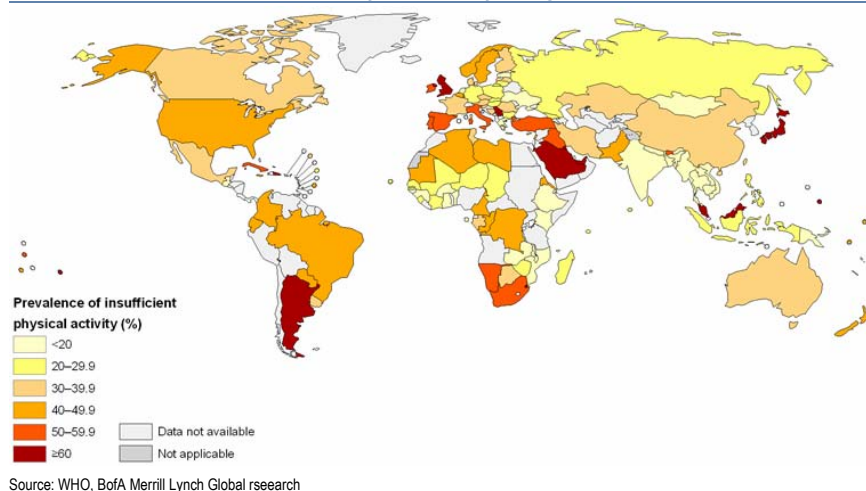 Prevalence of insufficient
physical activity (%)
<20
20–29.9
30–39.9
40–49.9
50–59.9
≥60
Data not available
Not applicable
Source: WHO, BofA Merrill Lynch Global rseearch